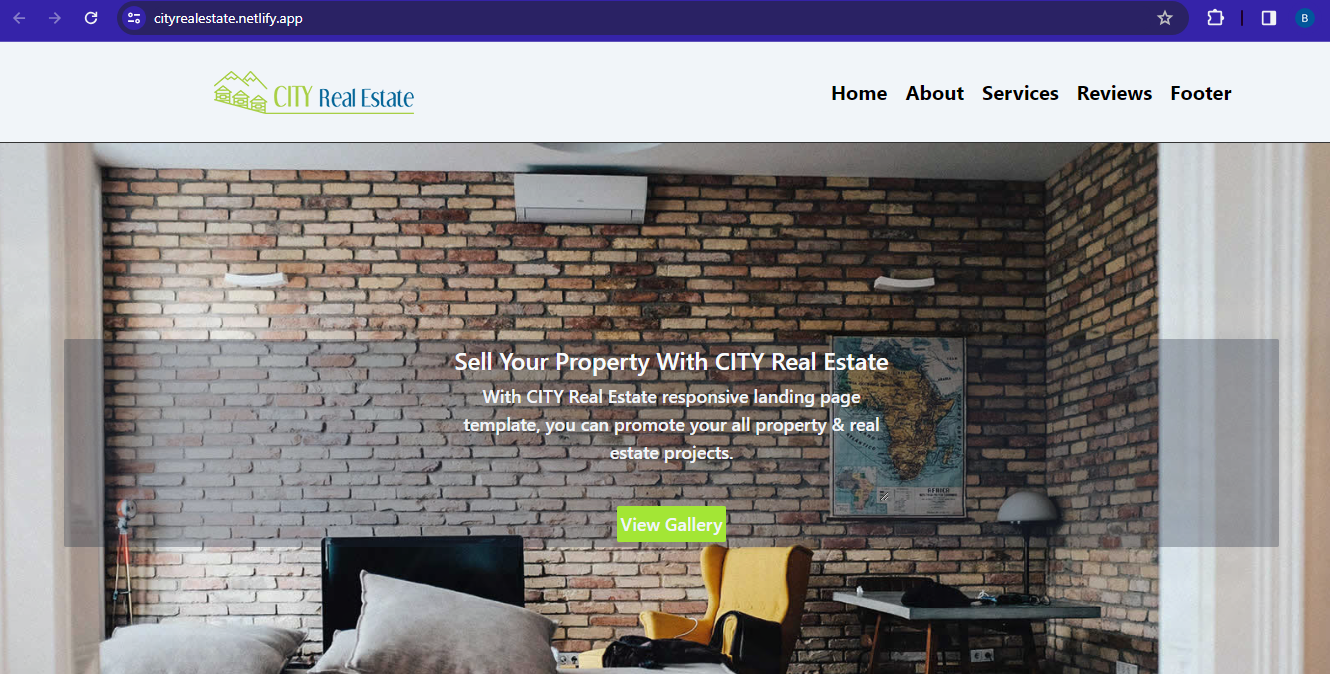 cityrealestate.netlify.app
B
CITY Real Estate
Home About Services Reviews Footer
Sell Your Property With CITY Real Estate
With CITY Real Estate responsive landing page
template, you can promote your all property & real
estate projects.
View Gallery
AFRICA